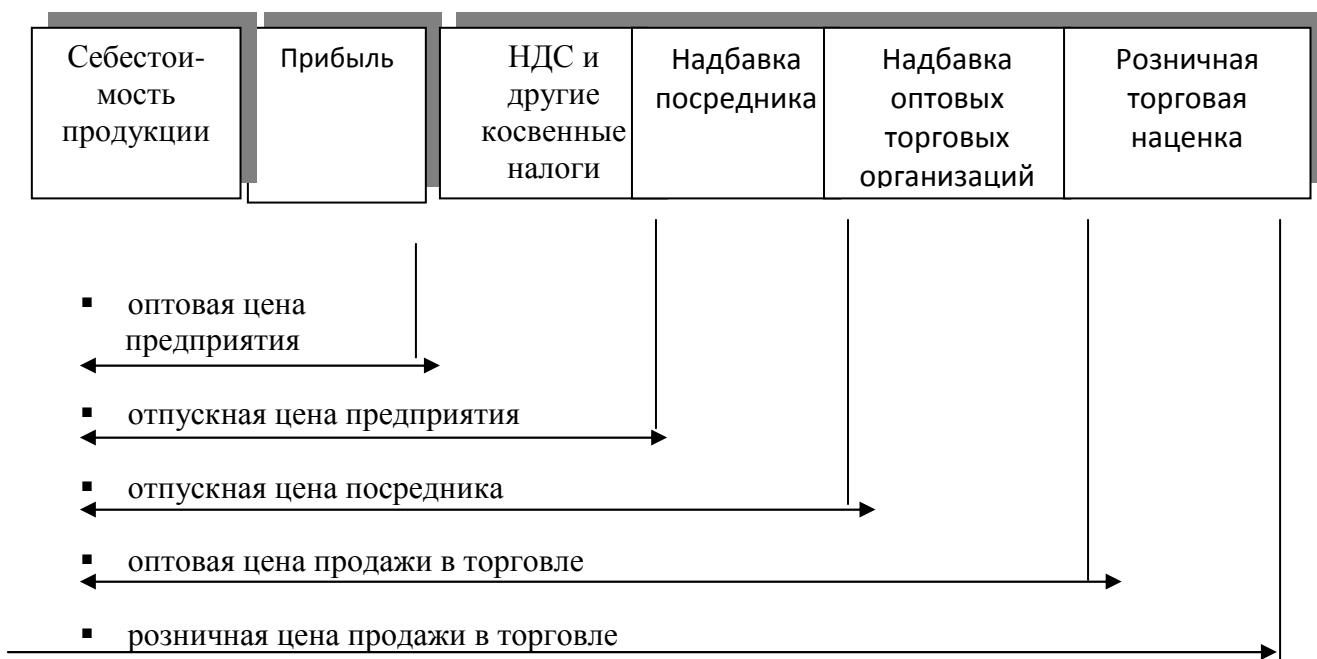 Себестои-
мость
продукции
Прибыль
НДС и
другие
косвенные
налоги
Надбавка
посредника
Надбавка
оптовых
торговых
организаций
Розничная
торговая
наценка
▪ оптовая цена
предприятия
▪ отпускная цена предприятия
▪ отпускная цена посредника
▪ оптовая цена продажи в торговле
▪ розничная цена продажи в торговле